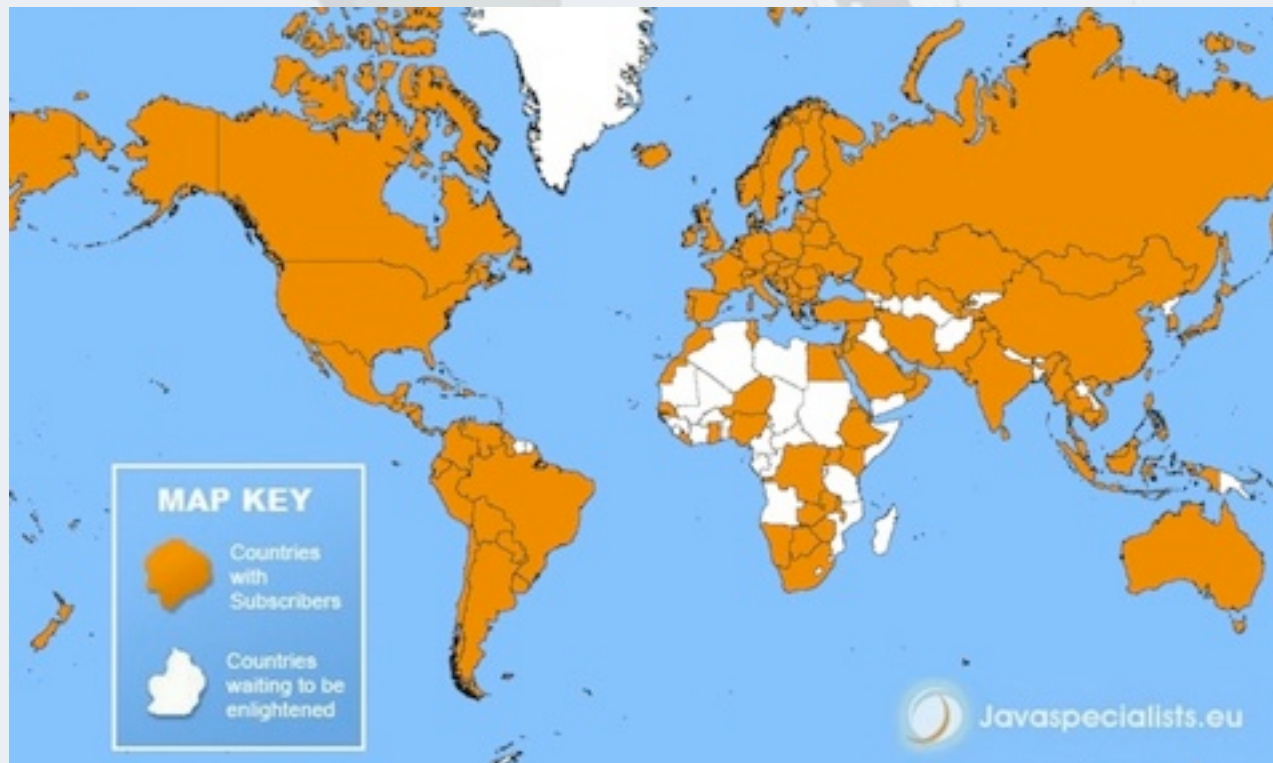 MAP KEY
Countries
with
Subscribers
Countries
waiting to be
enlightened
Javaspecialists.eu